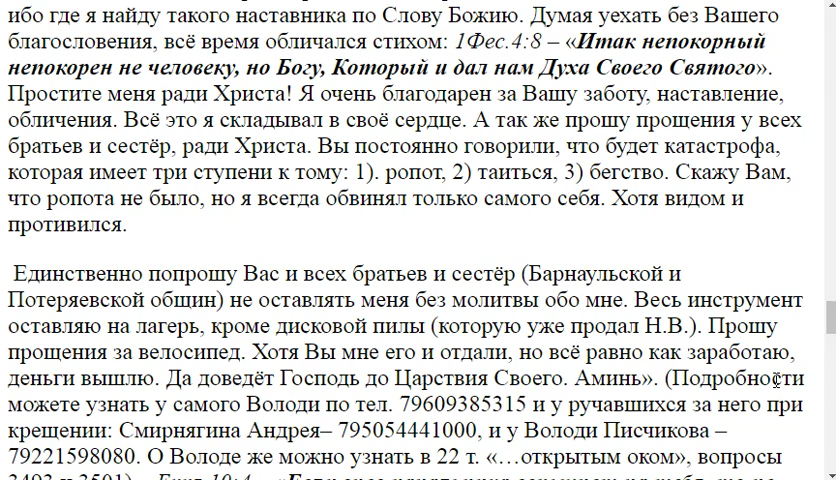 ибо где я найду такого наставника по Слову Божию. Думая уехать без Вашего
благословения, всё время обличался стихом: 1Фес.4:8 – «Итак непокорный
непокорен не человеку, но Богу, Который и дал нам Духа Своего Святого».
Простите меня ради Христа! Я очень благодарен за Вашу заботу, наставление,
обличения. Всё это я складывал в своё сердце. А так же прошу прощения у всех
братьев и сестёр, ради Христа. Вы постоянно говорили, что будет катастрофа,
которая имеет три ступени к тому: 1). ропот, 2) таиться, 3) бегство. Скажу Вам,
что ропота не было, но я всегда обвинял только самого себя. Хотя видом и
противился.
Единственно попрошу Вас и всех братьев и сестёр (Барнаульской и
Потеряевской общин) не оставлять меня без молитвы обо мне. Весь инструмент
оставляю на лагерь, кроме дисковой пилы (которую уже продал Н.В.). Прошу
прощения за велосипед. Хотя Вы мне его и отдали, но всё равно как заработаю,
деньги вышлю. Да доведёт Господь до Царствия Своего. Аминь». (Подробности
можете узнать у самого Володи по тел. 79609385315 и у ручавшихся за него при
крещении: Смирнягина Андрея– 795054441000, и у Володи Писчикова –
79221598080. О Володе же можно узнать в 22 т. «…открытым оком», вопросы